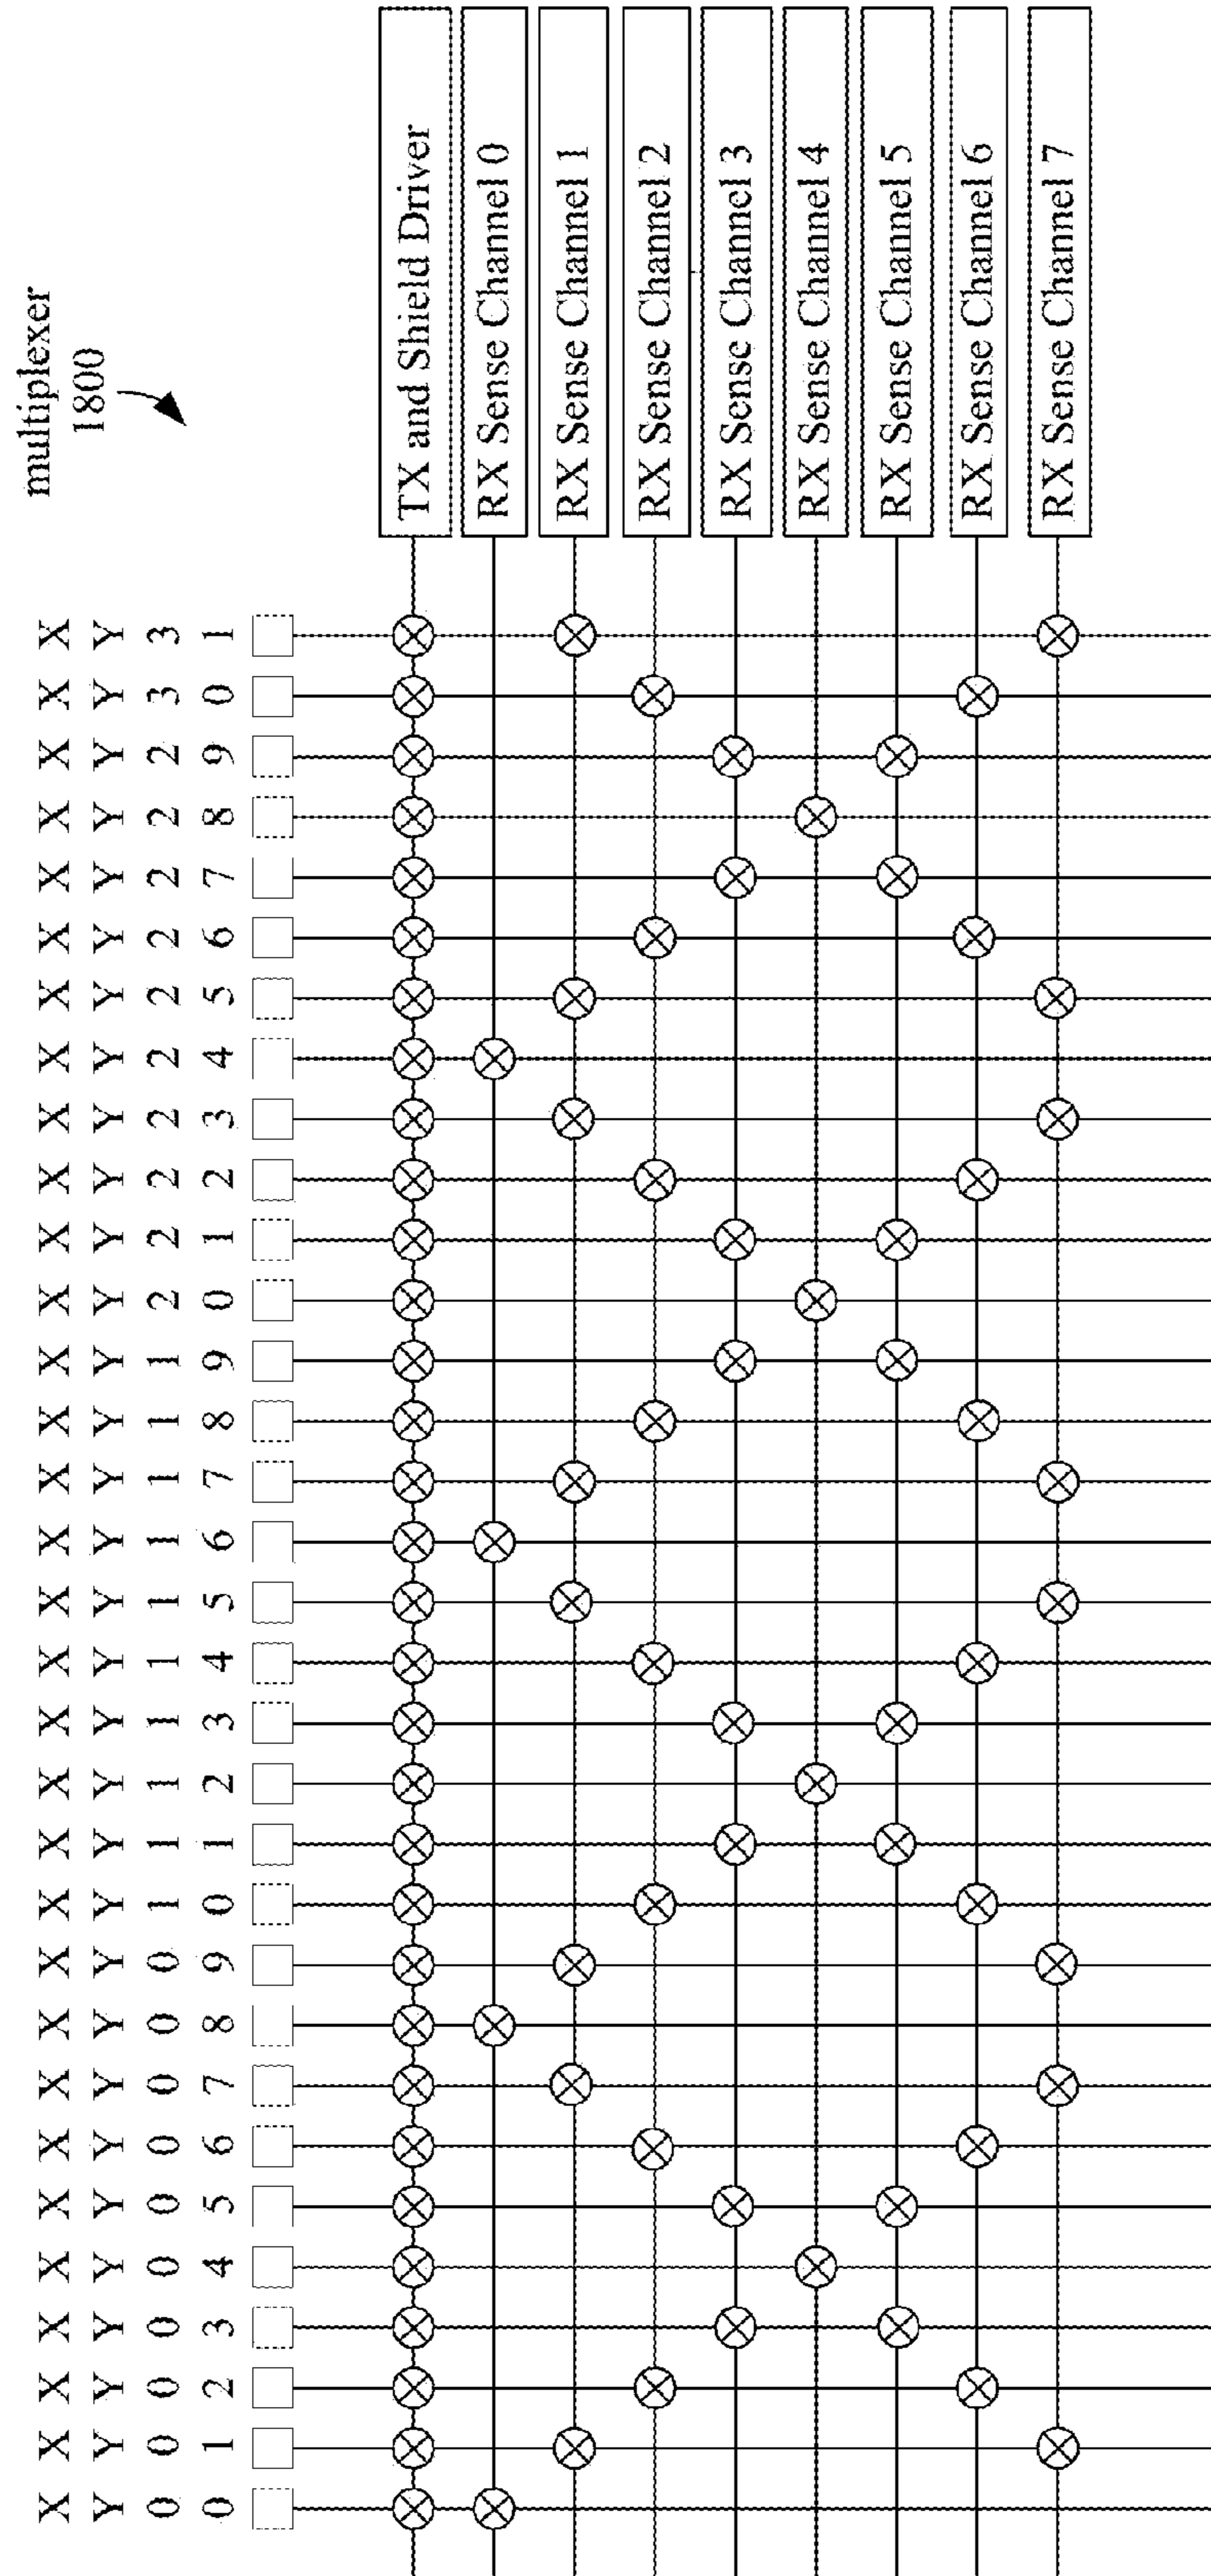 multiplexer
1800
XY00
XY01
XY02
XY03
XY04
XY05
XY06
XY07
XY08
XY09
XY10
XY11
XY12
XY13
XY14
XY15
XY16
XY17
XY18
XY19
XY20
XY21
XY22
XY23
XY24
XY25
XY26
XY27
XY28
XY29
XY30
XY31
TX and Shield Driver
RX Sense Channel 0
RX Sense Channel 1
RX Sense Channel 2
RX Sense Channel 3
RX Sense Channel 4
RX Sense Channel 5
RX Sense Channel 6
RX Sense Channel 7